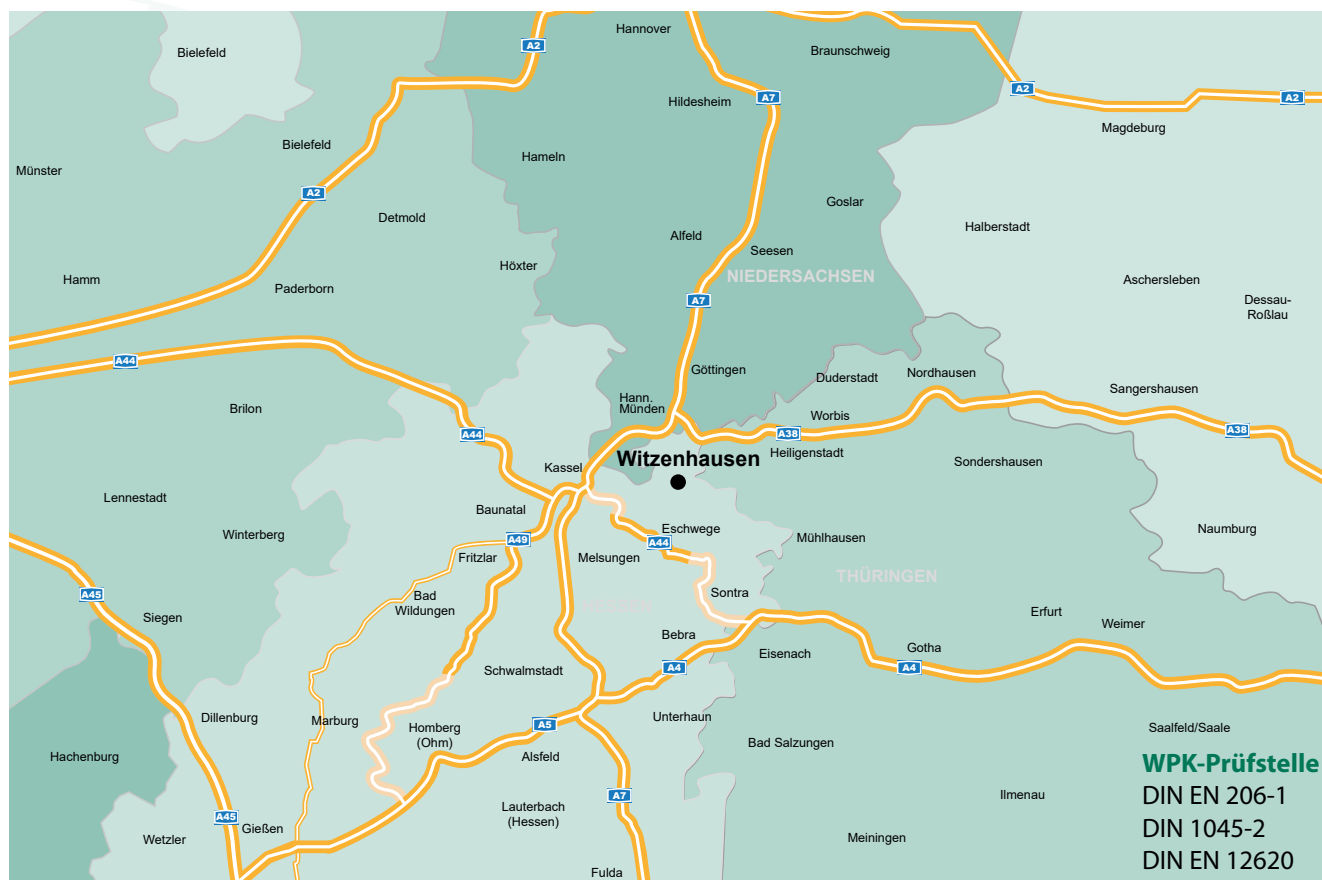 Hannover
A2
Braunschweig
Bielefeld
A7
Hildesheim
A2
A2
Magdeburg
Bielefeld
Hameln
Münster
A2
Goslar
Detmold
Halberstadt
Alfeld
Seesen
Höxter
NIEDERSACHSEN
Hamm
Aschersleben
Paderborn
A7
Dessau-
Roßlau
A44
Göttingen
Nordhausen
Duderstadt
Sangershausen
Hann.
Münden
Brilon
Worbis
A44
A38
A38
Heiligenstadt
Witzenhausen
Kassel
Sondershausen
Lennestadt
Baunatal
Winterberg
Eschwege
Naumburg
A49
A44
Mühlhausen
Fritzlar
Melsungen
THÜRINGEN
A45
Bad
Wildungen
Sontra
HESSEN
Siegen
Erfurt
Weimer
Bebra
Eisenach
Gotha
Schwalmstadt
A4
A4
Dillenburg
Marburg
Homberg
(Ohm)
A5
Unterhaun
Saalfeld/Saale
Bad Salzungen
Hachenburg
Alsfeld
WPK-Prüfstelle
A7
Ilmenau
DIN EN 206-1
Lauterbach
(Hessen)
A45
Gießen
DIN 1045-2
Wetzler
Meiningen
DIN EN 12620
Fulda